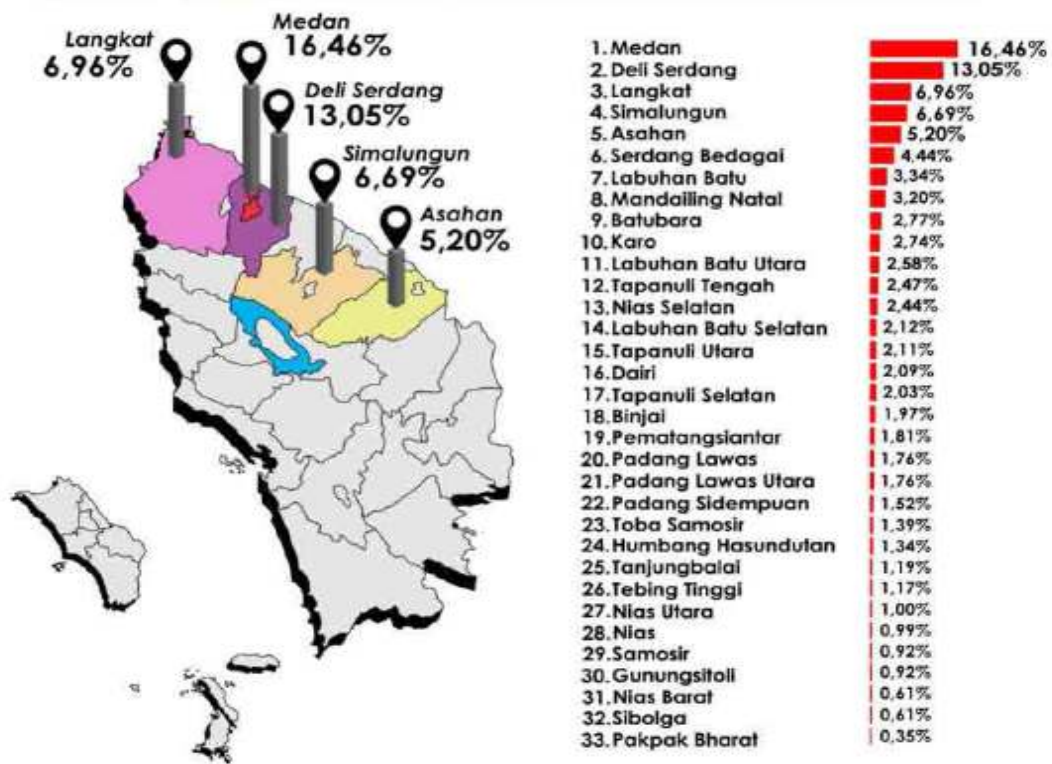 Medan
16,46%
Langkat
6,96%
Deli Serdang
13,05%
Simalungun
6,69%
Asahan
5,20%
1. Medan 16,46%
2. Deli Serdang 13,05%
3. Langkat 6,96%
4. Simalungun 6,69%
5. Asahan 5,20%
6. Serdang Bedagai 4,44%
7. Labuhan Batu 3,34%
8. Mandailing Natal 3,20%
9. Batubara 2,77%
10. Karo 2,74%
11. Labuhan Batu Utara 2,58%
12. Tapanuli Tengah 2,47%
13. Nias Selatan 2,44%
14. Labuhan Batu Selatan 2,12%
15. Tapanuli Utara 2,11%
16. Dairi 2,09%
17. Tapanuli Selatan 2,03%
18. Binjai 1,97%
19. Pematangsiantar 1,81%
20. Padang Lawas 1,76%
21. Padang Lawas Utara 1,76%
22. Padang Sidempuan 1,52%
23. Toba Samosir 1,39%
24. Humbang Hasundutan 1,34%
25. Tanjungbalai 1,19%
26. Tebing Tinggi 1,17%
27. Nias Utara 1,00%
28. Nias 0,99%
29. Samosir 0,92%
30. Gunungsitoli 0,92%
31. Nias Barat 0,61%
32. Sibolga 0,61%
33. Pakpak Bharat 0,35%